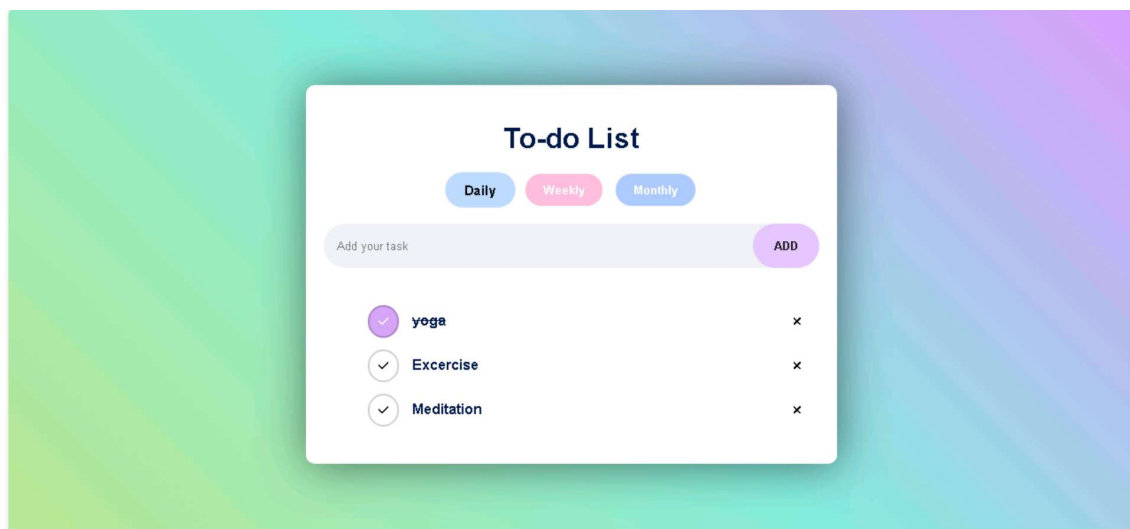 To-do List
Daily Weekly Monthly
Add your task ADD
yoga
Excercise
Meditation